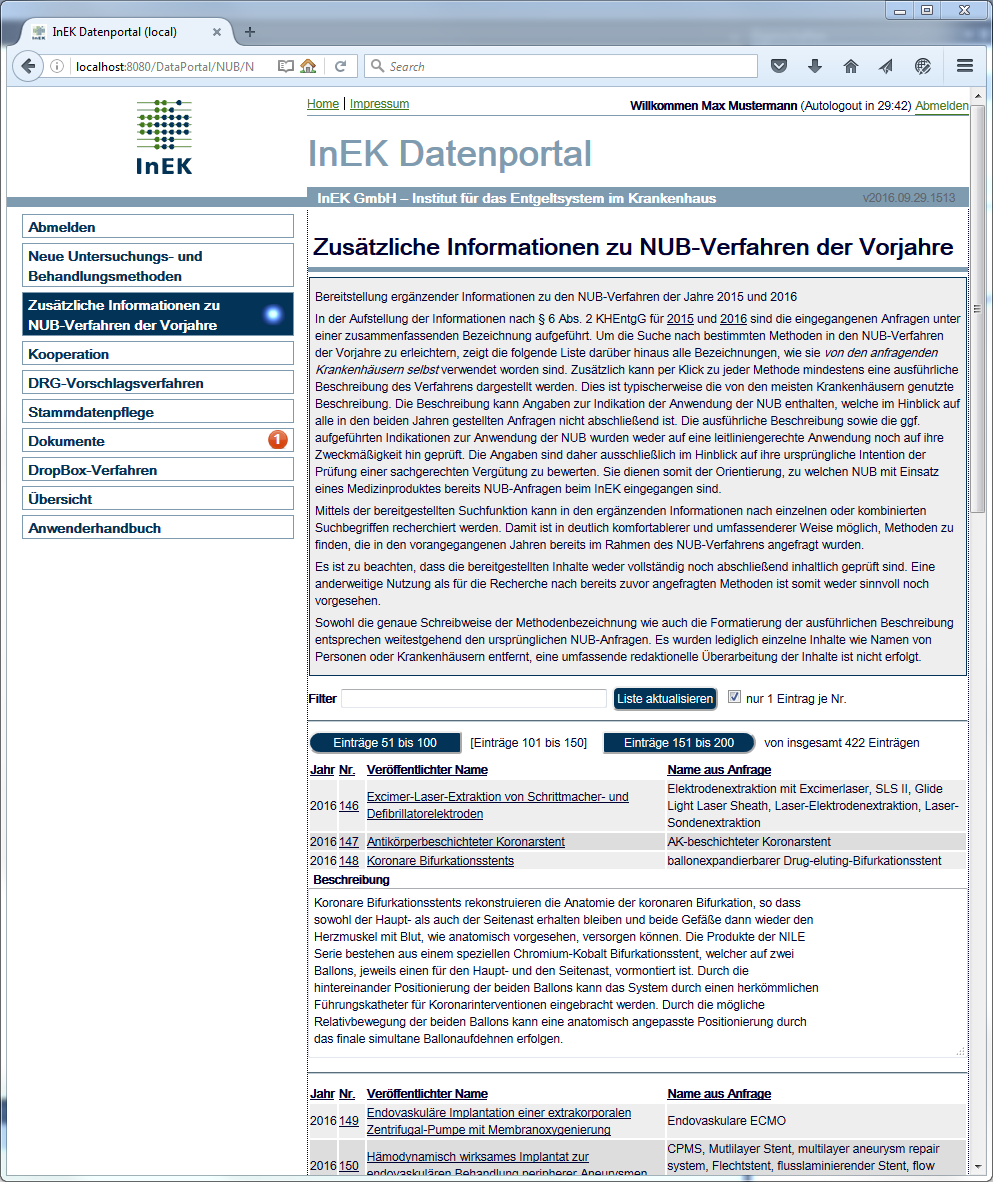 InEK Datenportal (local)
localhost:8080/DataPortal/NUB/N
Search
InEK
Home | Impressum
Willkommen Max Mustermann (Autologout in 29:42) Abmelden
InEK Datenportal
InEK GmbH – Institut für das Entgeltsystem im Krankenhaus
v2016.09.29.1513
Abmelden
Neue Untersuchungs- und
Behandlungsmethoden
Zusätzliche Informationen zu
NUB-Verfahren der Vorjahre
Kooperation
DRG-Vorschlagsverfahren
Stammdatenpflege
Dokumente 1
DropBox-Verfahren
Übersicht
Anwenderhandbuch
Zusätzliche Informationen zu NUB-Verfahren der Vorjahre
Bereitstellung ergänzender Informationen zu den NUB-Verfahren der Jahre 2015 und 2016
In der Aufstellung der Informationen nach § 6 Abs. 2 KHEntgG für 2015 und 2016 sind die eingegangenen Anfragen unter
einer zusammenfassenden Bezeichnung aufgeführt. Um die Suche nach bestimmten Methoden in den NUB-Verfahren
der Vorjahre zu erleichtern, zeigt die folgende Liste darüber hinaus alle Bezeichnungen, wie sie von den anfragenden
Krankenhäusern selbst verwendet worden sind. Zusätzlich kann per Klick zu jeder Methode mindestens eine ausführliche
Beschreibung des Verfahrens dargestellt werden. Dies ist typischerweise die von den meisten Krankenhäusern genutzte
Beschreibung. Die Beschreibung kann Angaben zur Indikation der Anwendung der NUB enthalten, welche im Hinblick auf
alle in den beiden Jahren gestellten Anfragen nicht abschließend ist. Die ausführliche Beschreibung sowie die ggf.
aufgeführten Indikationen zur Anwendung der NUB wurden weder auf eine leitliniengerechte Anwendung noch auf ihre
Zweckmäßigkeit hin geprüft. Die Angaben sind daher ausschließlich im Hinblick auf ihre ursprüngliche Intention der
Prüfung einer sachgerechten Vergütung zu bewerten. Sie dienen somit der Orientierung, zu welchen NUB mit Einsatz
eines Medizinproduktes bereits NUB-Anfragen beim InEK eingegangen sind.
Mittels der bereitgestellten Suchfunktion kann in den ergänzenden Informationen nach einzelnen oder kombinierten
Suchbegriffen recherchiert werden. Damit ist in deutlich komfortablerer und umfassenderer Weise möglich, Methoden zu
finden, die in den vorangegangenen Jahren bereits im Rahmen des NUB-Verfahrens angefragt wurden.
Es ist zu beachten, dass die bereitgestellten Inhalte weder vollständig noch abschließend inhaltlich geprüft sind. Eine
anderweitige Nutzung als für die Recherche nach bereits zuvor angefragten Methoden ist somit weder sinnvoll noch
vorgesehen.
Sowohl die genaue Schreibweise der Methodenbezeichnung wie auch die Formatierung der ausführlichen Beschreibung
entsprechen weitestgehend den ursprünglichen NUB-Anfragen. Es wurden lediglich einzelne Inhalte wie Namen von
Personen oder Krankenhäusern entfernt, eine umfassende redaktionelle Überarbeitung der Inhalte ist nicht erfolgt.
Filter Liste aktualisieren nur 1 Eintrag je Nr.
Einträge 51 bis 100 [Einträge 101 bis 150] Einträge 151 bis 200 von insgesamt 422 Einträgen
Jahr Nr. Veröffentlichter Name Name aus Anfrage
2016 146 Excimer-Laser-Extraktion von Schrittmacher- und
Defibrillatorelektroden
Elektrodenextraktion mit Excimerlaser, SLS II, Glide
Light Laser Sheath, Laser-Elektrodenextraktion, Laser-
Sondenextraktion
2016 147 Antikörperbeschichteter Koronarstent AK-beschichteter Koronarstent
2016 148 Koronare Bifurkationsstents ballonexpandierbarer Drug-eluting-Bifurkationsstent
Beschreibung
Koronare Bifurkationsstents rekonstruieren die Anatomie der koronaren Bifurkation, so dass
sowohl der Haupt- als auch der Seitenast erhalten bleiben und beide Gefäße dann wieder den
Herzmuskel mit Blut, wie anatomisch vorgesehen, versorgen können. Die Produkte der NILE
Serie bestehen aus einem speziellen Chromium-Kobalt Bifurkationsstent, welcher auf zwei
Ballons, jeweils einen für den Haupt- und den Seitenast, vormontiert ist. Durch die
hintereinander Positionierung der beiden Ballons kann das System durch einen herkömmlichen
Führungskatheter für Koronarinterventionen eingebracht werden. Durch die mögliche
Relativbewegung der beiden Ballons kann eine anatomisch angepasste Positionierung durch
das finale simultane Ballonaufdehnen erfolgen.
Jahr Nr. Veröffentlichter Name Name aus Anfrage
2016 149 Endovaskuläre Implantation einer extrakorporalen
Zentrifugal-Pumpe mit Membranoxygenierung
Endovaskulare ECMO
2016 150 Hämodynamisch wirksames Implantat zur
endovaskulären Behandlung peripherer Aneurysmen
CPMS, Mutlilayer Stent, multilayer aneurysm repair
system, Flechtstent, flusslaminierender Stent, flow